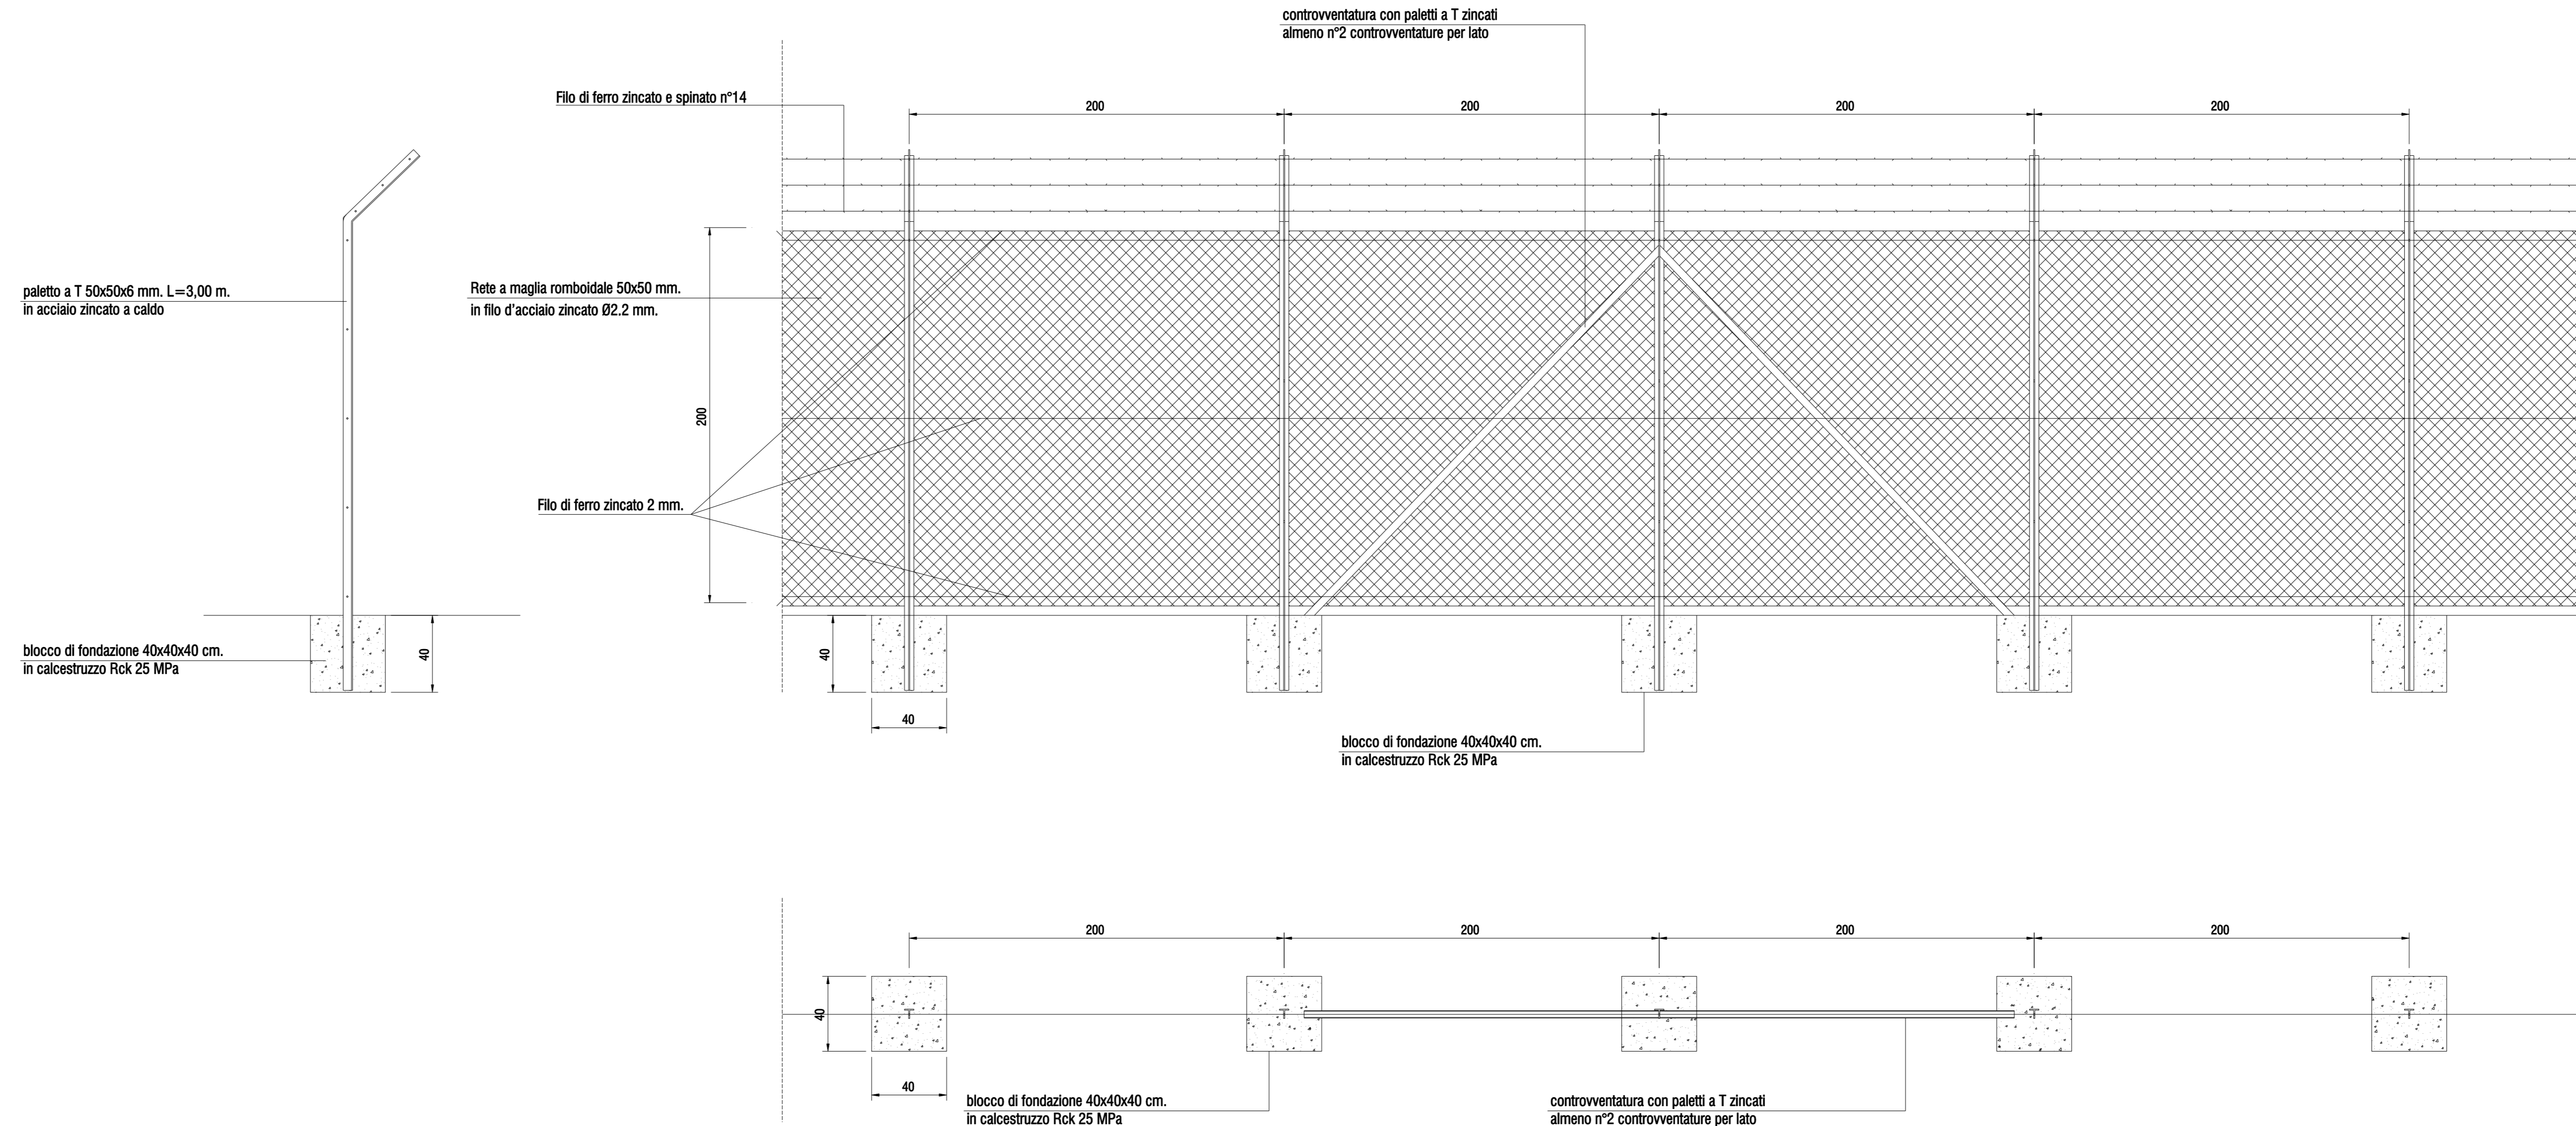 controvventatura con paletti a T zincati
almeno n°2 controvventature per lato
Filo di ferro zincato e spinato n°14
200
200
200
200
paletto a T 50x50x6 mm. L=3,00 m.
in acciaio zincato a caldo
Rete a maglia romboidale 50x50 mm.
in filo d'acciaio zincato Ø2.2 mm.
200
Filo di ferro zincato 2 mm.
blocco di fondazione 40x40x40 cm.
in calcestruzzo Rck 25 MPa
40
40
40
blocco di fondazione 40x40x40 cm.
in calcestruzzo Rck 25 MPa
200
200
200
200
40
40
blocco di fondazione 40x40x40 cm.
in calcestruzzo Rck 25 MPa
controvventatura con paletti a T zincati
almeno n°2 controvventature per lato